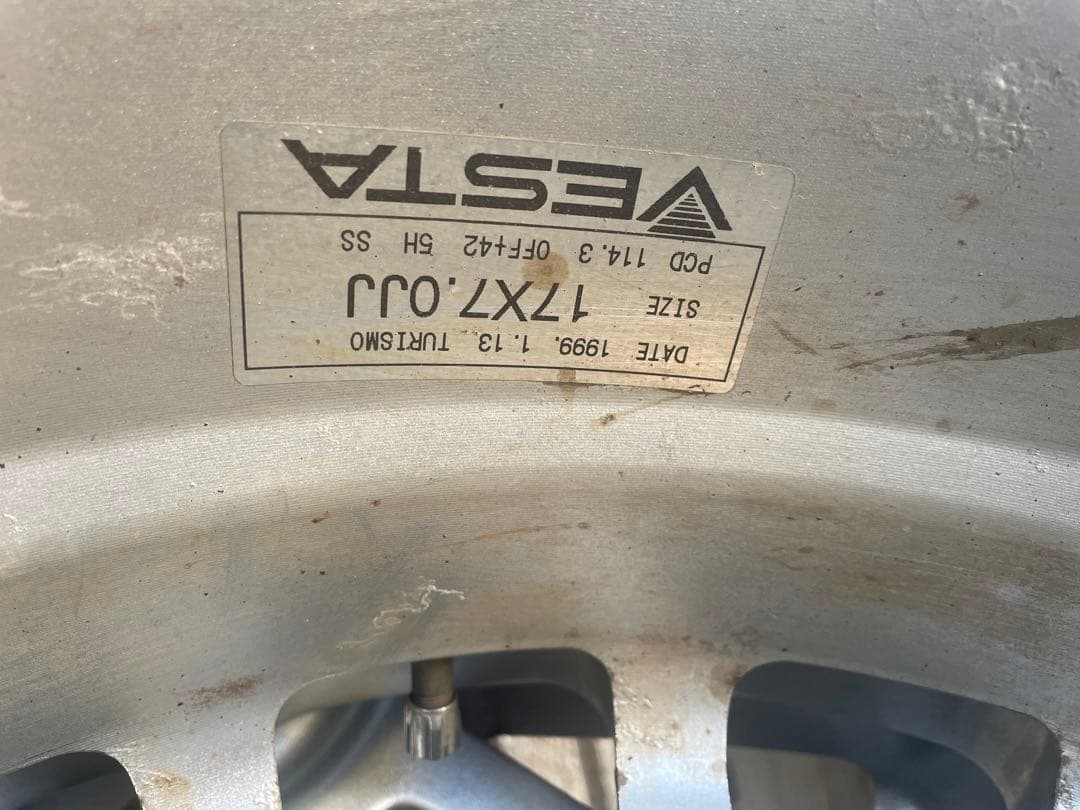 VESTA
PCD 114.3 OFF+42 5H SS
SIZE 17X7.0JJ
DATE 1999. 1.13 TURISMO